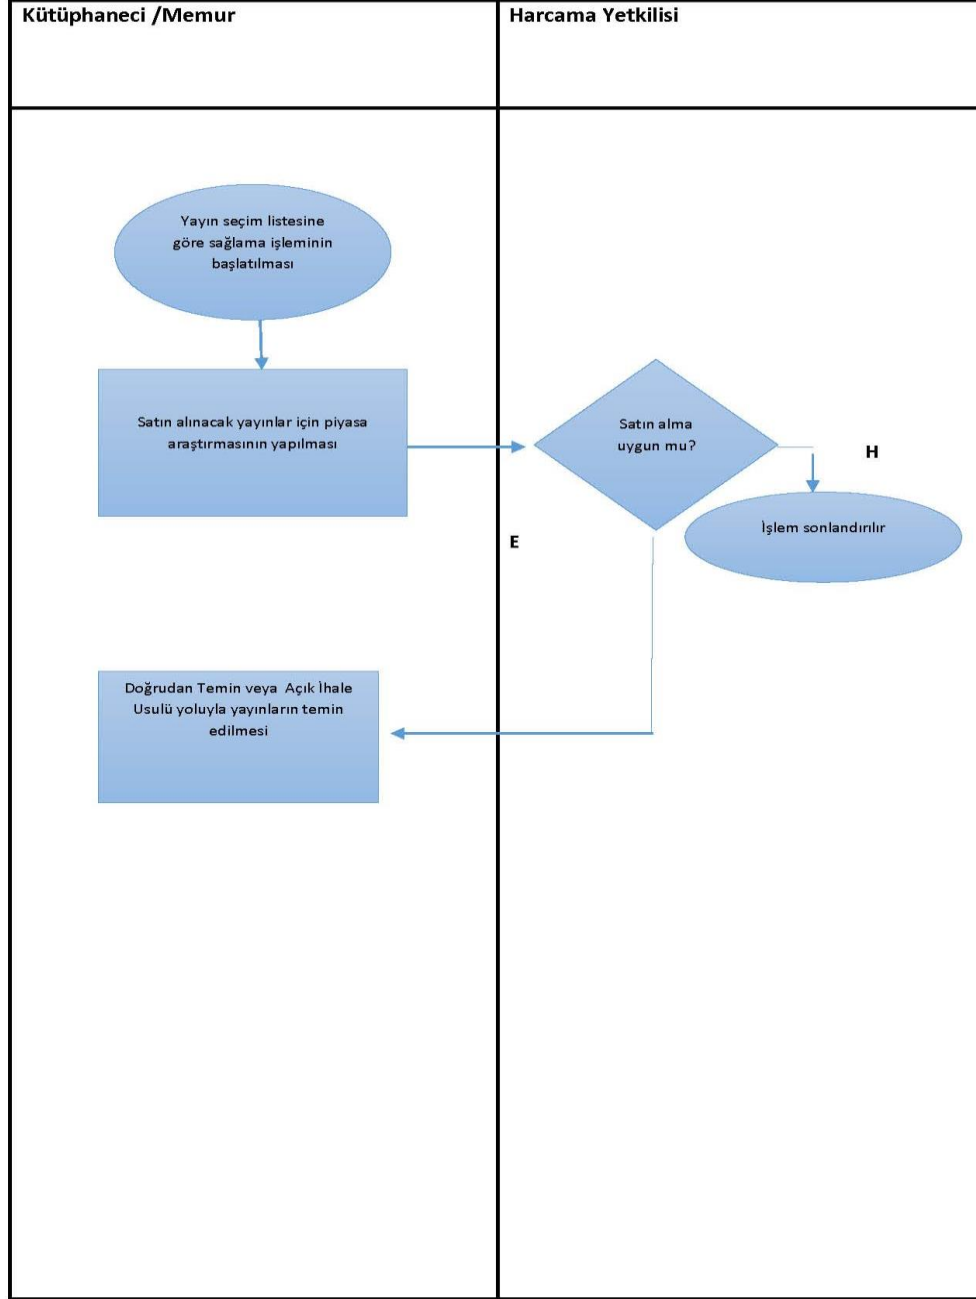 Kütüphaneci /Memur
Harcama Yetkilisi
Yayın seçim listesine
göre sağlama işleminin
başlatılması
Satın alınacak yayınlar için piyasa
araştırmasının yapılması
Satın alma
uygun mu?
H
İşlem sonlandırılır
E
Doğrudan Temin veya Açık İhale
Usulü yoluyla yayınların temin
edilmesi